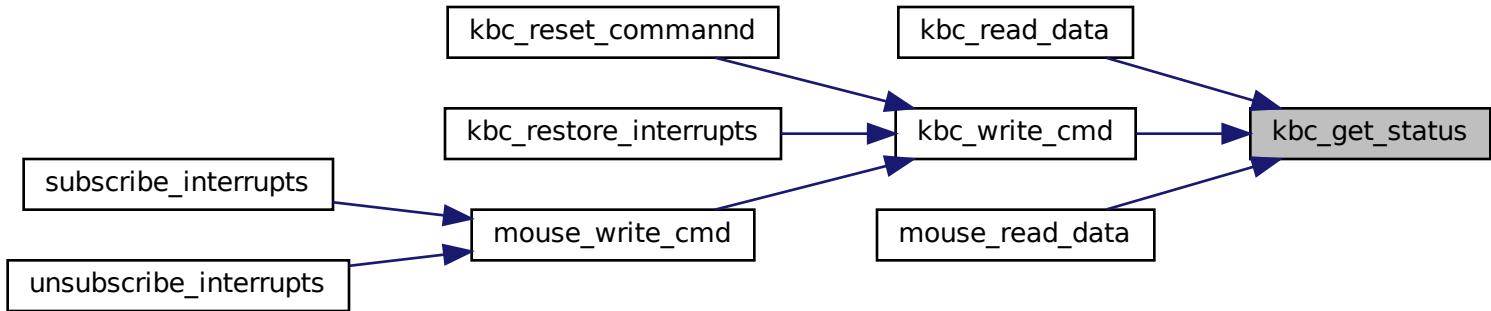 kbc_reset_commannd
kbc_read_data
kbc_restore_interrupts
kbc_write_cmd
kbc_get_status
subscribe_interrupts
mouse_write_cmd
mouse_read_data
unsubscribe_interrupts